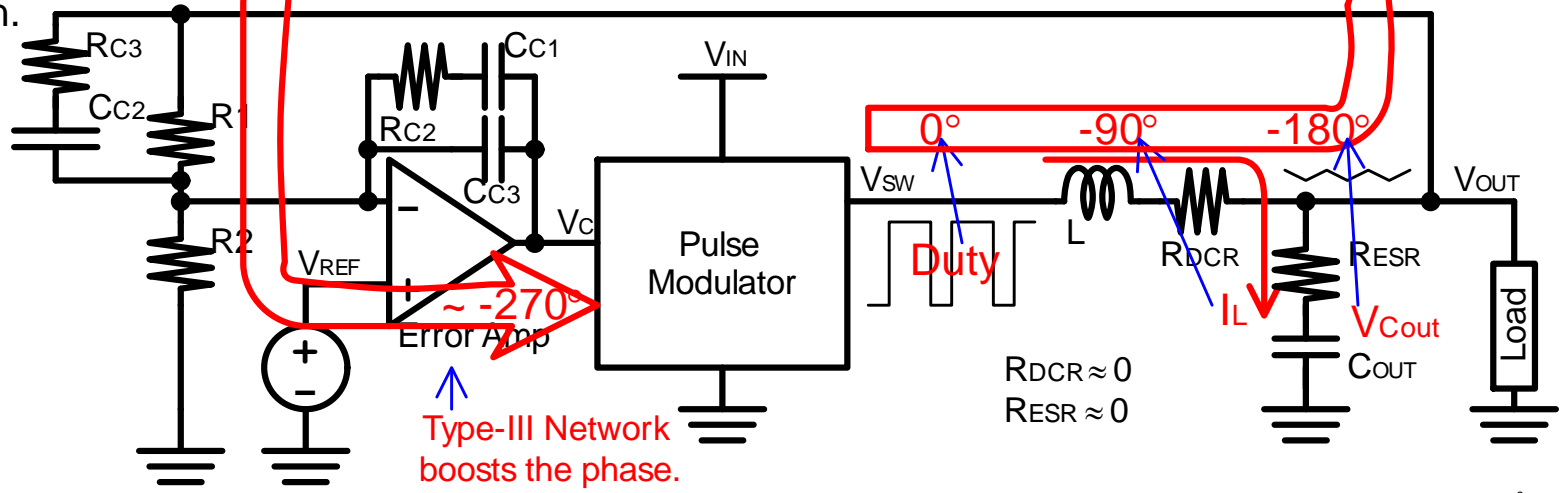 n.
RC3
CC1
VIN
CC2
R1
RC2
0° -90° -180°
CC3
VSW
VOUT
−
VC
L
RDCR
RESR
R2
VREF
+
~ -270°
Pulse
Modulator
Duty
IL
VCout
Load
Error Amp
+
−
RDCR ≈ 0
RESR ≈ 0
COUT
Type-III Network
boosts the phase.